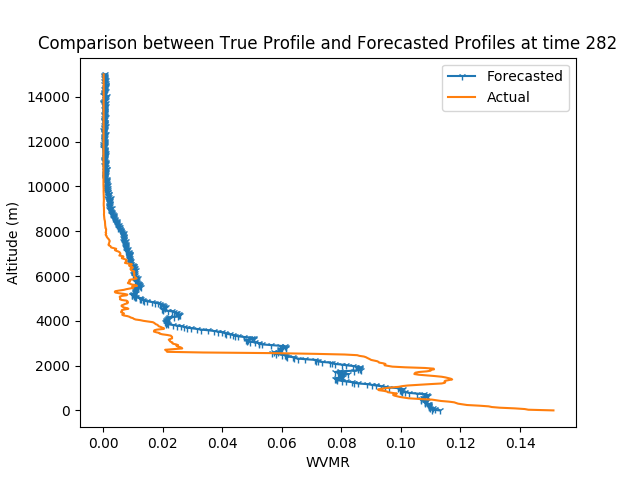 Comparison between True Profile and Forecasted Profiles at time 282
Forecasted
Actual
14000
12000
10000
8000
6000
4000
2000
0
Altitude (m)
0.00 0.02 0.04 0.06 0.08 0.10 0.12 0.14
WVMR